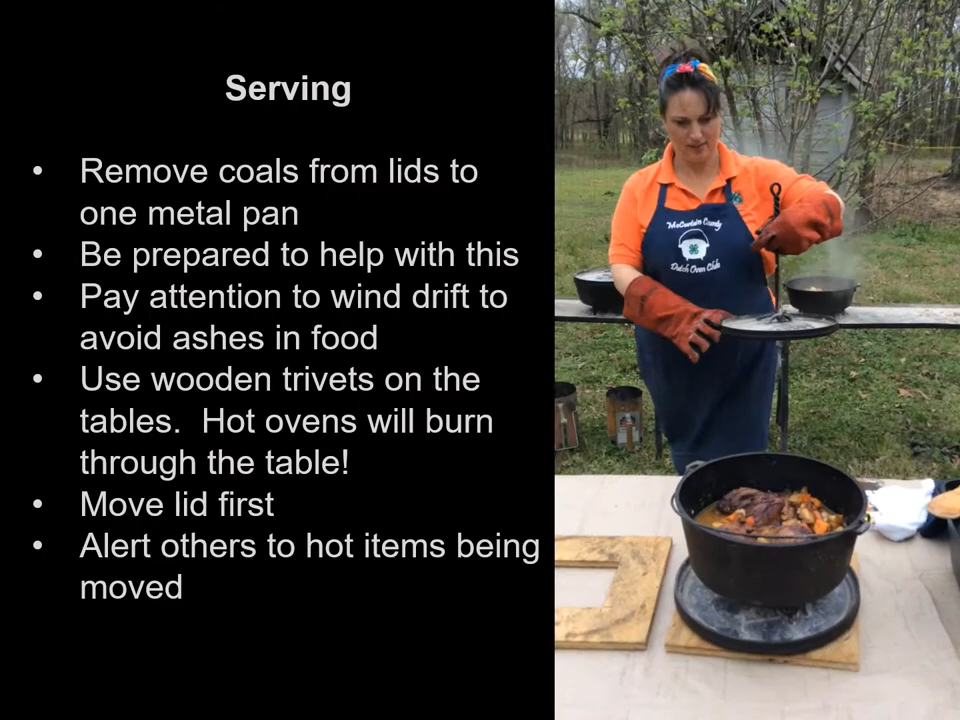 Serving
• Remove coals from lids to
one metal pan
• Be prepared to help with this
• Pay attention to wind drift to
avoid ashes in food
• Use wooden trivets on the
tables.  Hot ovens will burn
through the table!
• Move lid first
• Alert others to hot items being
moved
McCurtain County
Dutch Oven Club